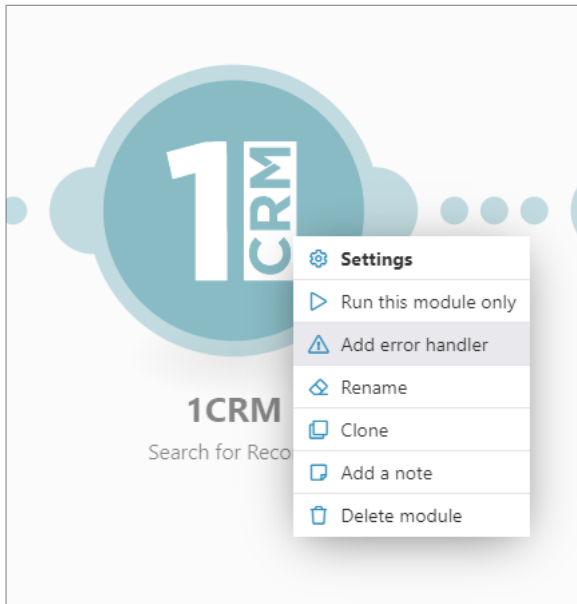 1
CRM
Settings
Run this module only
Add error handler
Rename
1CRM
Clone
Search for Reco
Add a note
Delete module